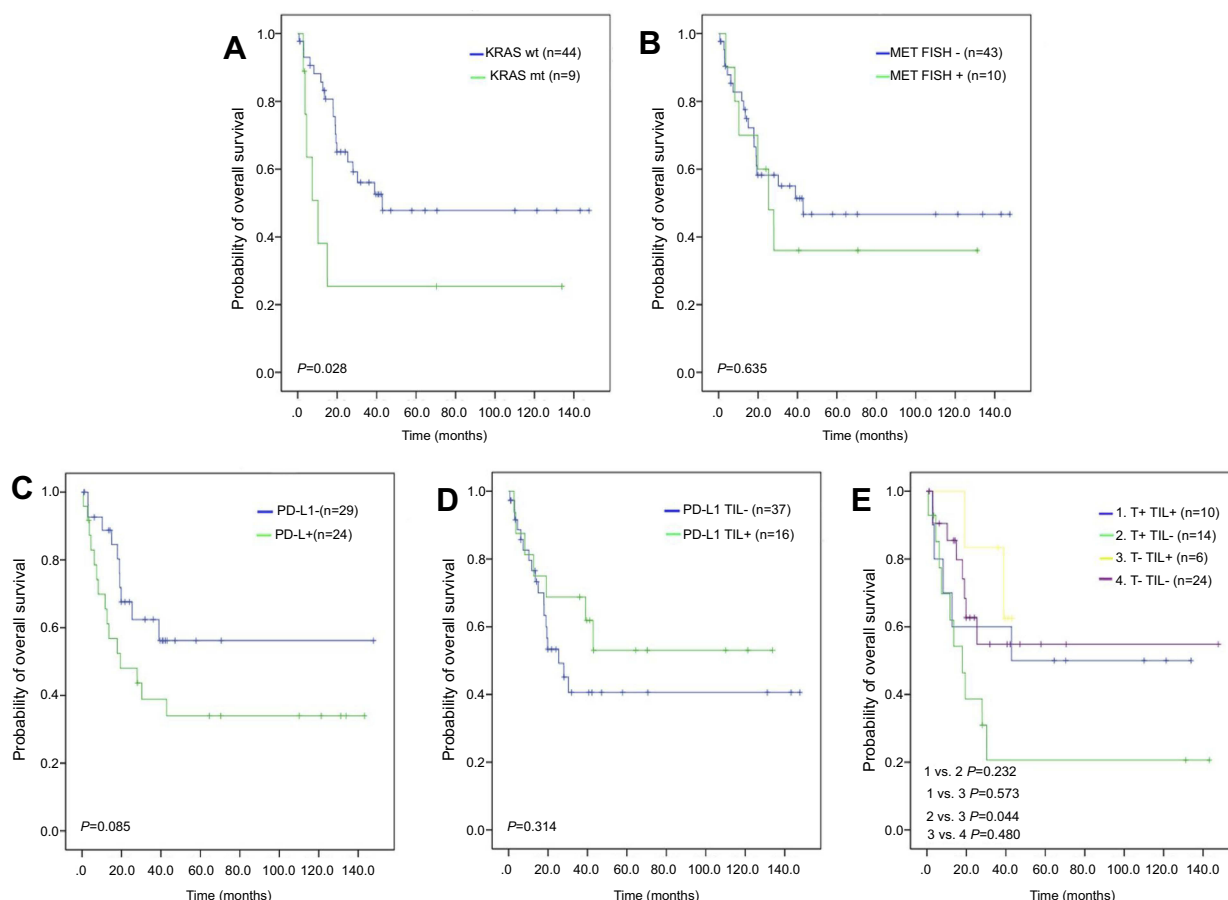 A
KRAS wt (n=44)
KRAS mt (n=9)
Probability of overall survival
1.0
0.8
0.6
0.4
0.2
0.0
P=0.028
.0 20.0 40.0 60.0 80.0 100.0 120.0 140.0
Time (months)
B
MET FISH - (n=43)
MET FISH + (n=10)
Probability of overall survival
1.0
0.8
0.6
0.4
0.2
0.0
P=0.635
.0 20.0 40.0 60.0 80.0 100.0 120.0 140.0
Time (months)
C
PD-L1-(n=29)
PD-L+(n=24)
Probability of overall survival
1.0
0.8
0.6
0.4
0.2
0.0
P=0.085
.0 20.0 40.0 60.0 80.0 100.0 120.0 140.0
Time (months)
D
PD-L1 TIL- (n=37)
PD-L1 TIL+ (n=16)
Probability of overall survival
1.0
0.8
0.6
0.4
0.2
0.0
P=0.314
.0 20.0 40.0 60.0 80.0 100.0 120.0 140.0
Time (months)
E
1. T+ TIL+ (n=10)
2. T+ TIL- (n=14)
3. T- TIL+ (n=6)
4. T- TIL- (n=24)
Probability of overall survival
1.0
0.8
0.6
0.4
0.2
0.0
1 vs. 2 P=0.232
1 vs. 3 P=0.573
2 vs. 3 P=0.044
3 vs. 4 P=0.480
.0 20.0 40.0 60.0 80.0 100.0 120.0 140.0
Time (months)